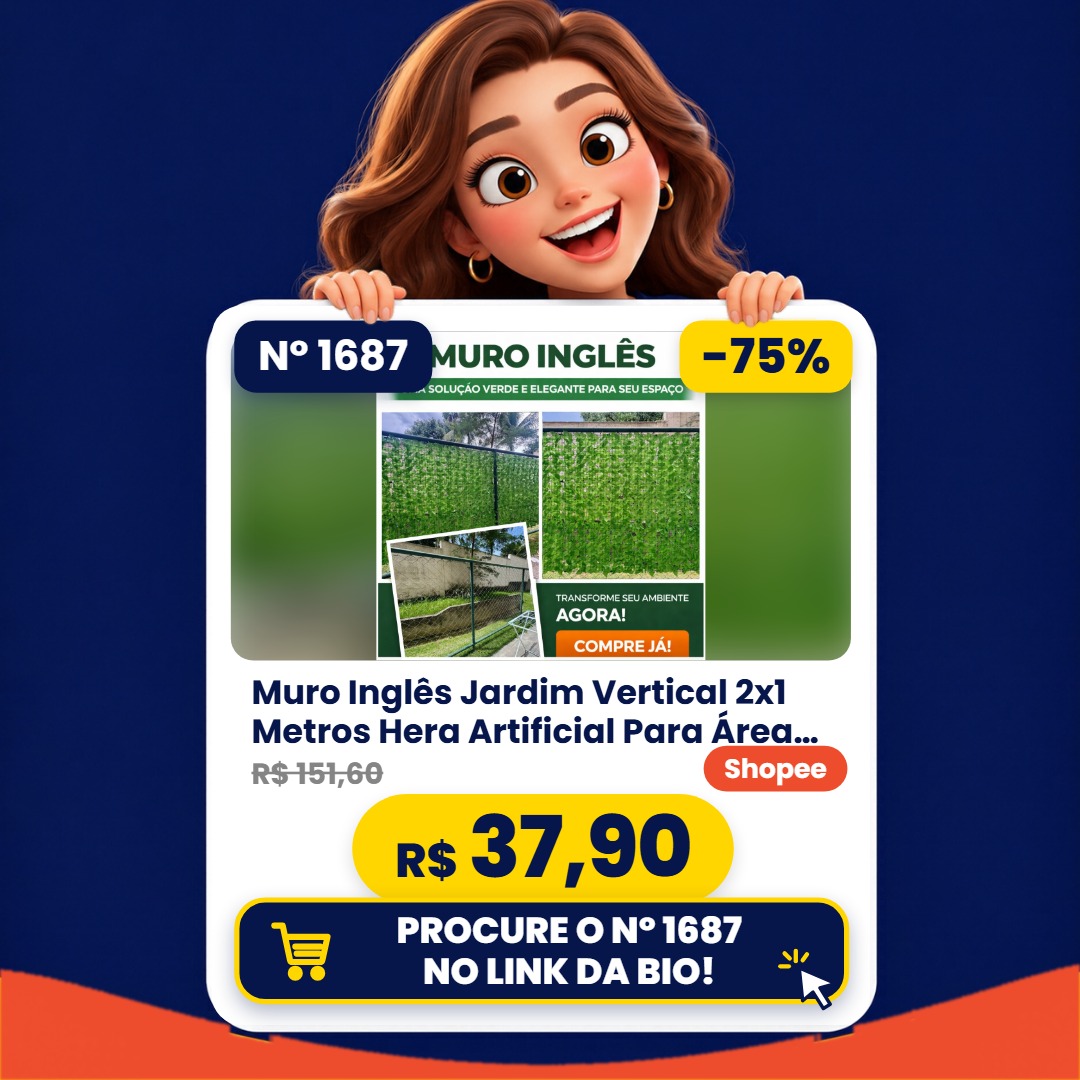 Nº 1687
MURO INGLÊS
-75%
SOLUÇÃO VERDE E ELEGANTE PARA SEU ESPAÇO
TRANSFORME SEU AMBIENTE
AGORA!
COMPRE JÁ!
Muro Inglês Jardim Vertical 2x1
Metros Hera Artificial Para Área...
R$ 151,60
Shopee
R$ 37,90
PROCURE O Nº 1687
NO LINK DA BIO!